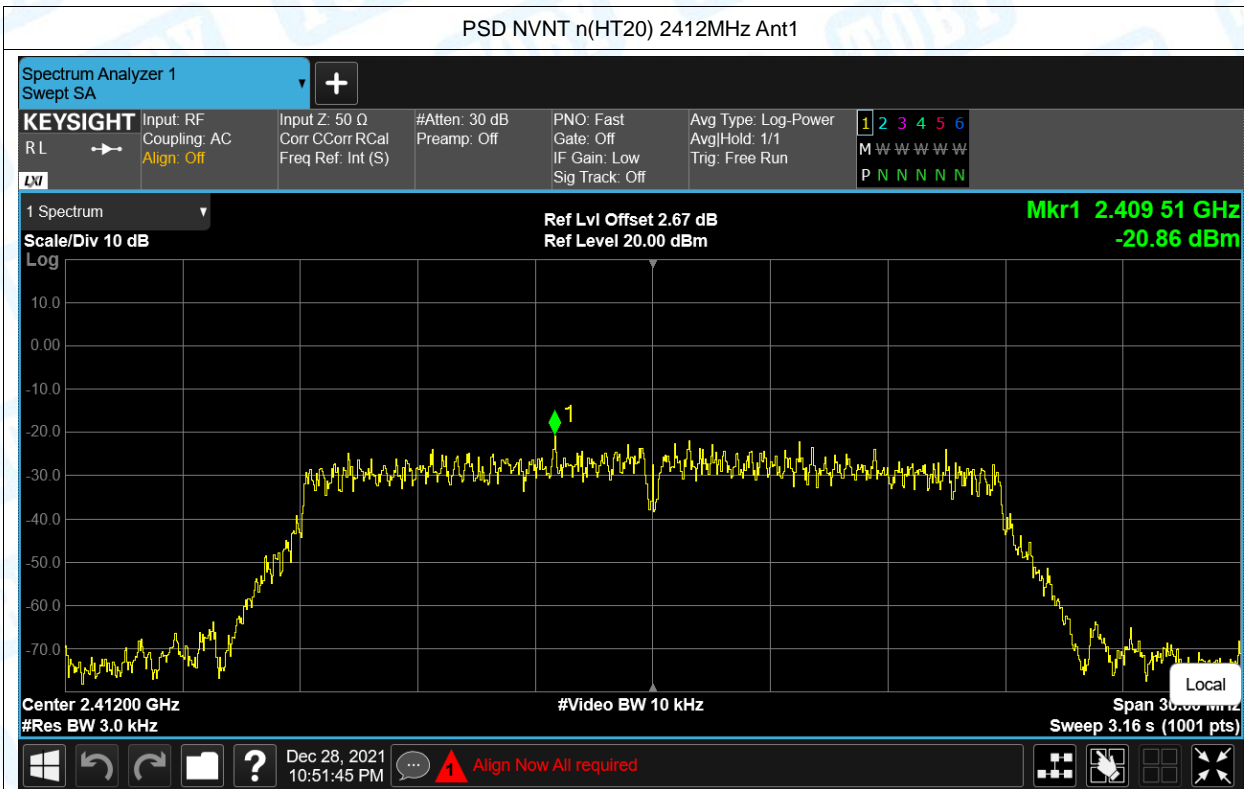 PSD NVNT n(HT20) 2412MHz Ant1
Spectrum Analyzer 1
Swept SA
KEYSIGHT
R L
LXI
Input: RF
Coupling: AC
Align: Off
Input Z: 50 Ω
Corr CCorr RCal
Freq Ref: Int (S)
#Atten: 30 dB
Preamp: Off
PNO: Fast
Gate: Off
IF Gain: Low
Sig Track: Off
Avg Type: Log-Power
Avg|Hold: 1/1
Trig: Free Run
1 2 3 4 5 6
M W W W W W W
P N N N N N
1 Spectrum
Scale/Div 10 dB
Ref Lvl Offset 2.67 dB
Ref Level 20.00 dBm
Mkr1 2.409 51 GHz
-20.86 dBm
Log
10.0
0.00
-10.0
1
-20.0
-30.0
-40.0
-50.0
-60.0
-70.0
Local
Center 2.41200 GHz
#Video BW 10 kHz
Span 30.00 MHz
#Res BW 3.0 kHz
Sweep 3.16 s (1001 pts)
?
Dec 28, 2021
10:51:45 PM
1
Align Now All required